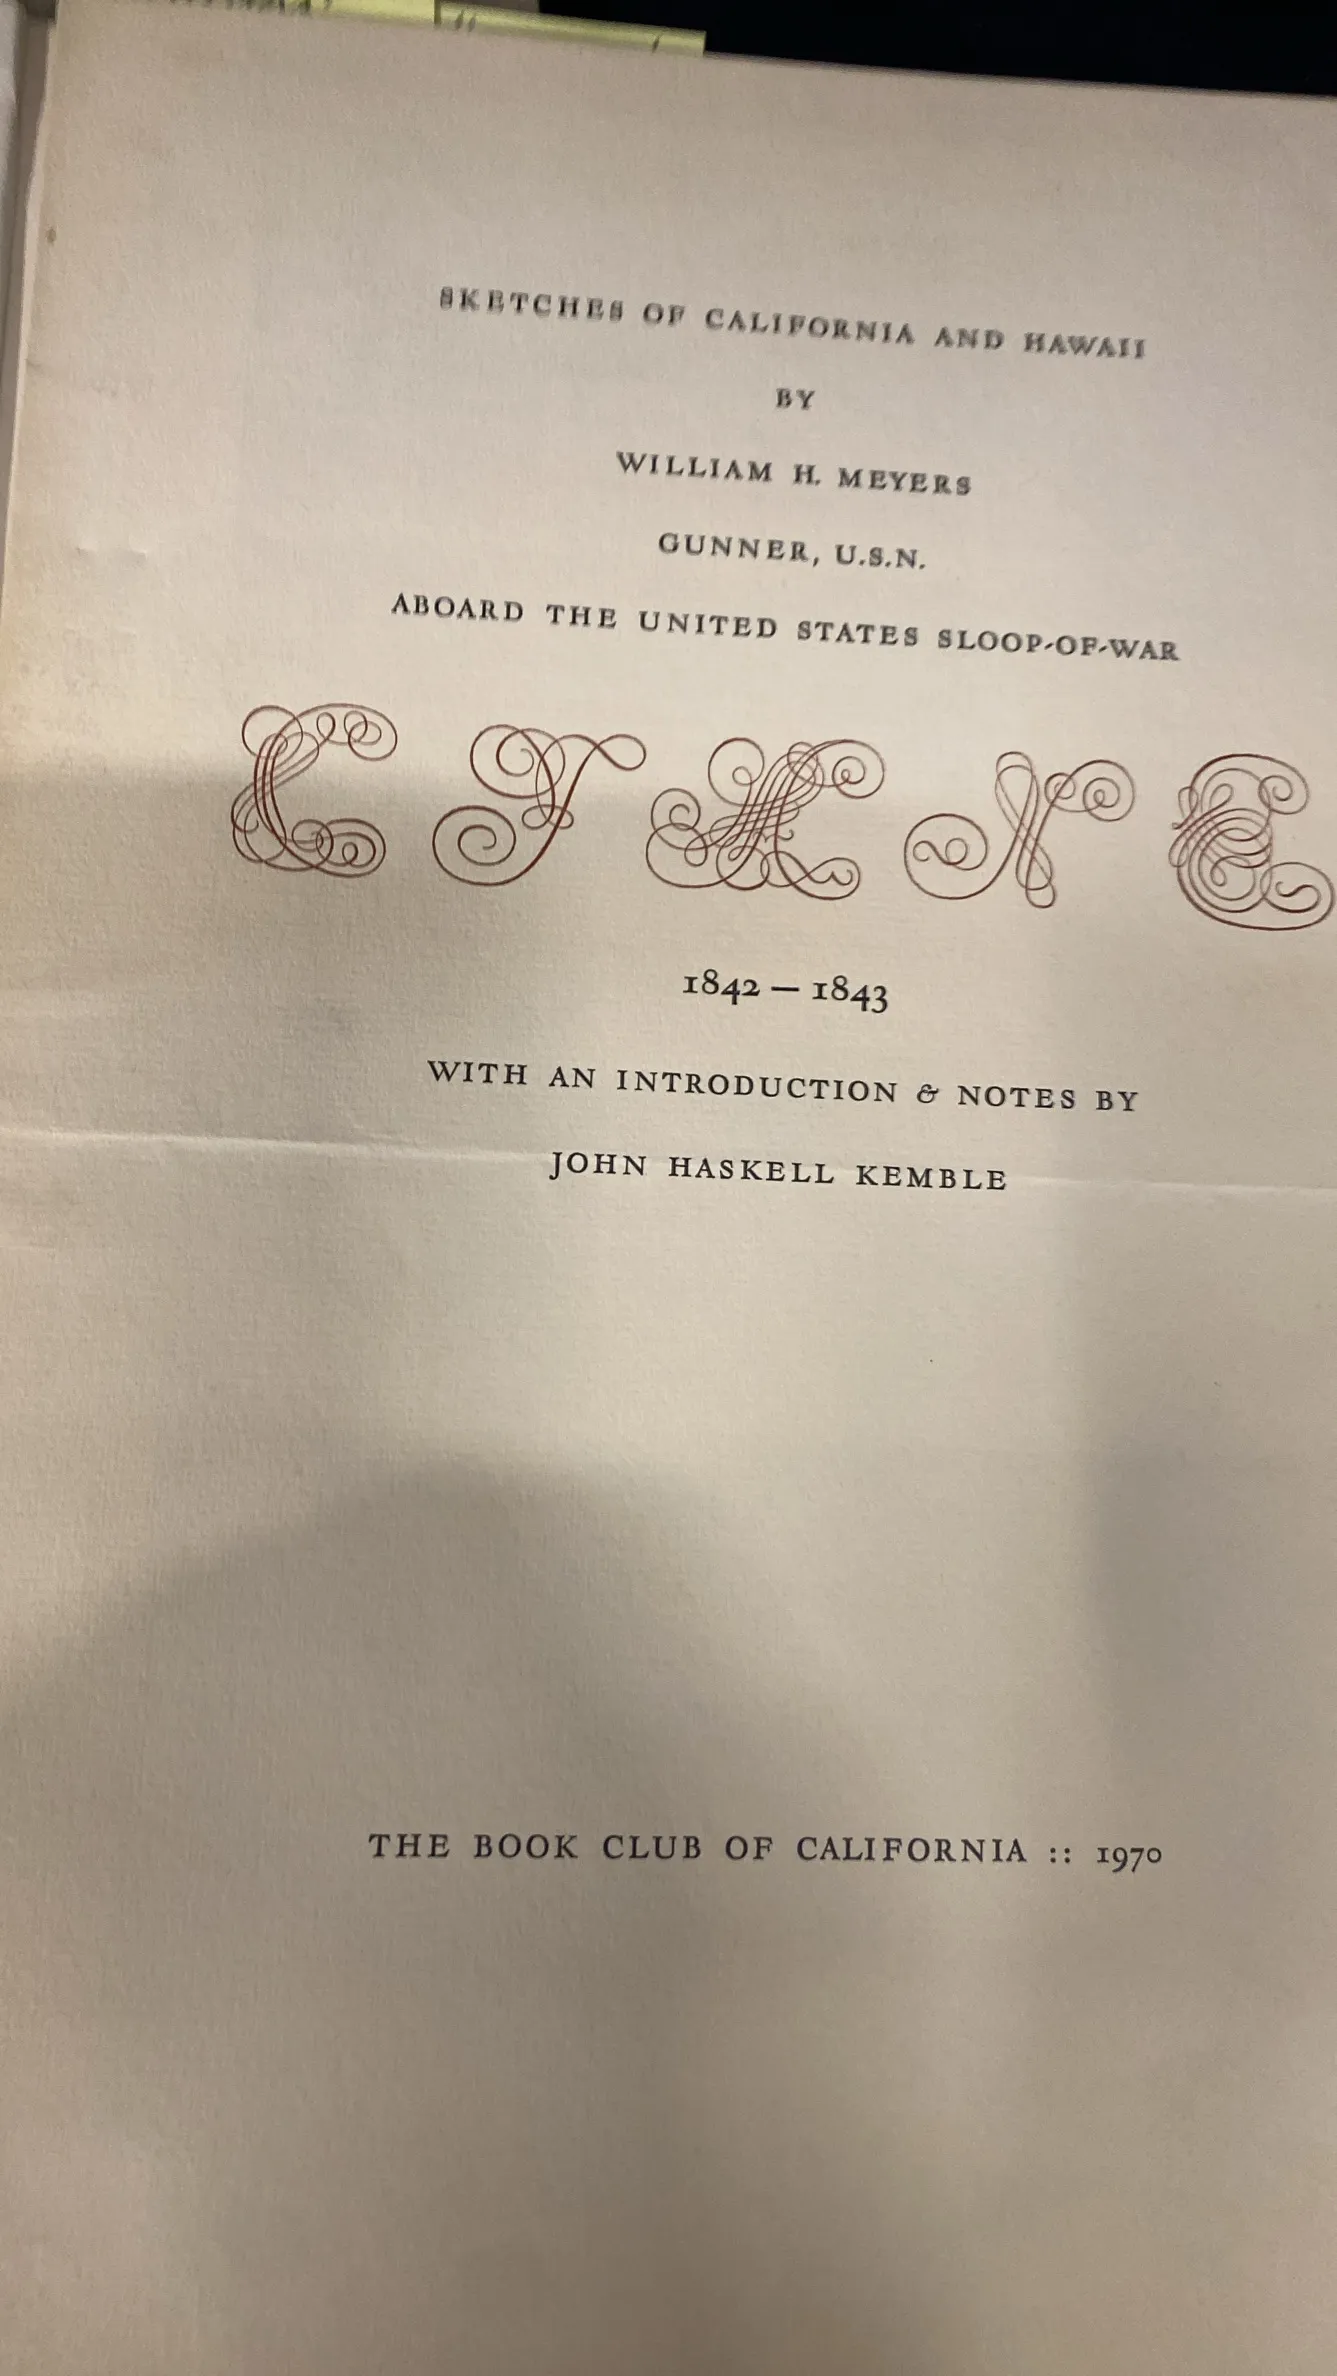 SKETCHES OF CALIFORNIA AND HAWAII
BY
WILLIAM H. MEYERS
GUNNER, U.S.N.
ABOARD THE UNITED STATES SLOOP-OF-WAR
CYANE
1842 — 1843
WITH AN INTRODUCTION & NOTES BY
JOHN HASKELL KEMBLE
THE BOOK CLUB OF CALIFORNIA :: 1970